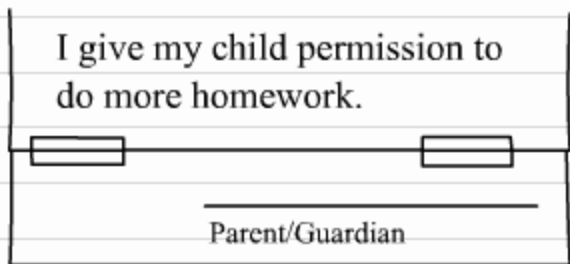 I give my child permission to
do more homework.
Parent/Guardian